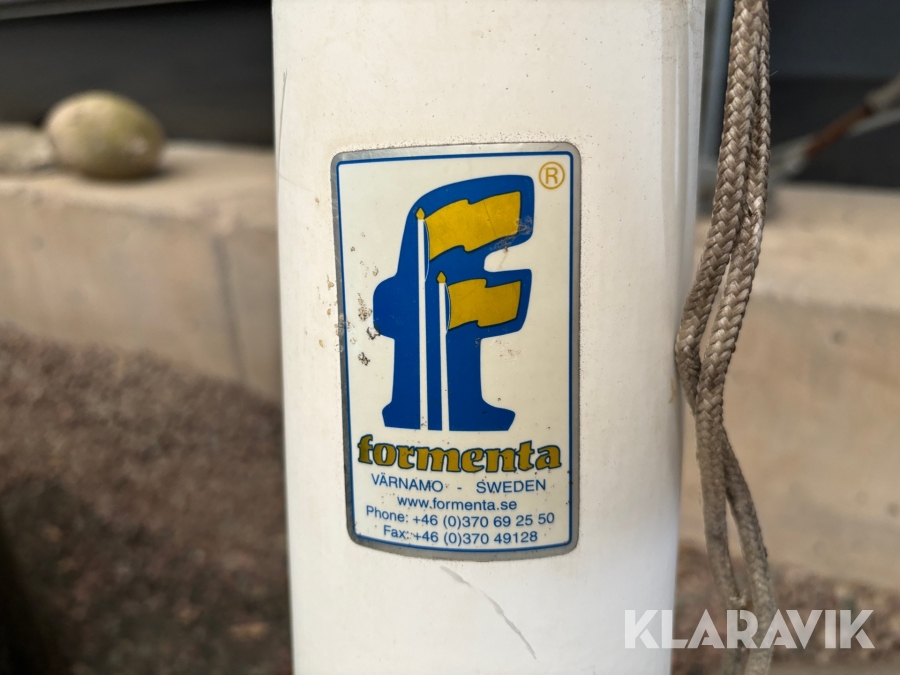 ®
formenta
VÄRNAMO - SWEDEN
www.formenta.se
Phone: +46 (0)370 69 25 50
Fax: +46 (0)370 49128
KLARAVIK